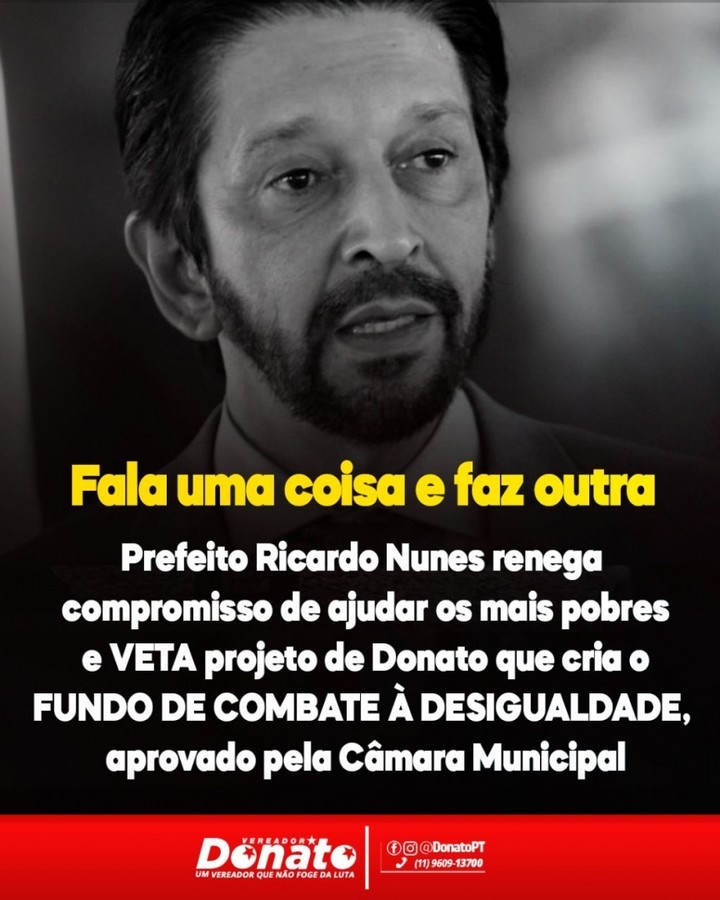 Fala uma coisa e faz outra
Prefeito Ricardo Nunes renega
compromisso de ajudar os mais pobres
e VETA projeto de Donato que cria o
FUNDO DE COMBATE À DESIGUALDADE,
aprovado pela Câmara Municipal
VEREADOR
Donato
UM VEREADOR QUE NÃO FOGE DA LUTA
@DonatoPT
(11) 9609-13700